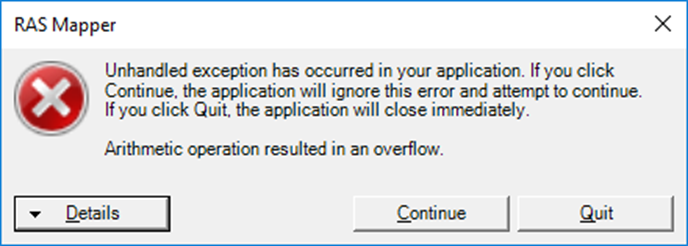 RAS Mapper
Unhandled exception has occurred in your application. If you click
Continue, the application will ignore this error and attempt to continue.
If you click Quit, the application will close immediately.
Arithmetic operation resulted in an overflow.
Details
Continue
Quit